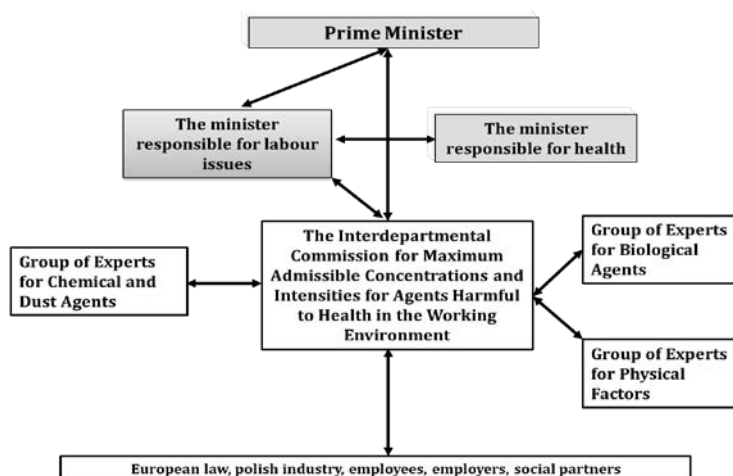 Prime Minister
The minister
responsible for labour
issues
The minister
responsible for health
The Interdepartmental
Commission for Maximum
Admissible Concentrations and
Intensities for Agents Harmful
to Health in the Working
Environment
Group of Experts
for Chemical and
Dust Agents
Group of Experts
for Biological
Agents
Group of Experts
for Physical
Factors
European law, polish industry, employees, employers, social partners